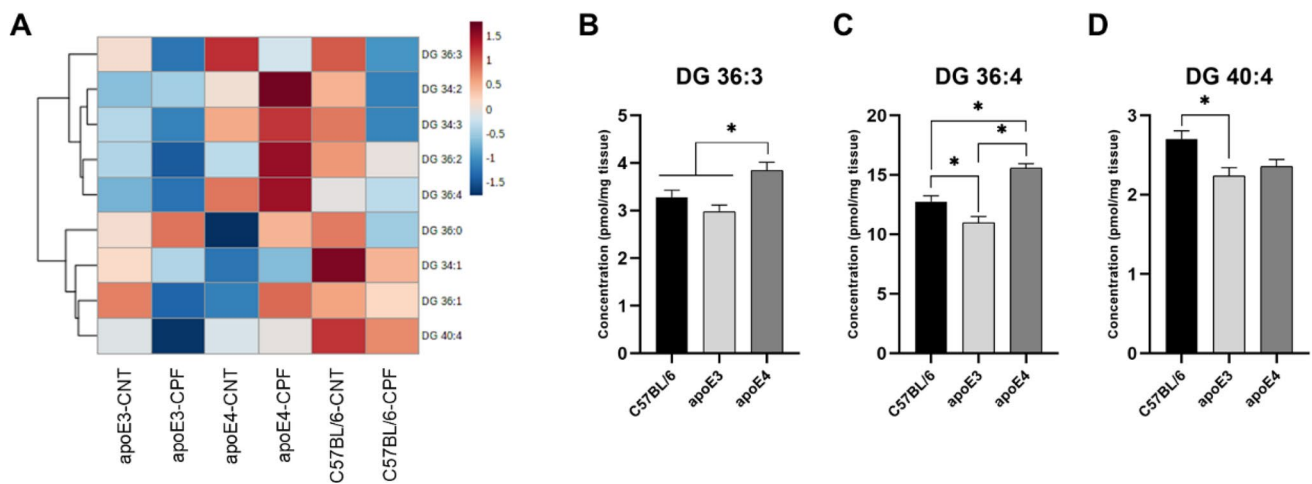 A
1.5
1
0.5
0
-0.5
-1
-1.5
DG 36:3
DG 34:2
DG 34:3
DG 36:2
DG 36:4
DG 36:0
DG 34:1
DG 36:1
DG 40:4
apoE3-CNT
apoE3-CPF
apoE4-CNT
apoE4-CPF
C57BL/6-CNT
C57BL/6-CPF
B
DG 36:3
Concentration (pmol/mg tissue)
5
4
3
2
1
0
*
C57BL/6
apoE3
apoE4
C
DG 36:4
Concentration (pmol/mg tissue)
20
15
10
5
0
*
*
*
C57BL/6
apoE3
apoE4
D
DG 40:4
Concentration (pmol/mg tissue)
3
2
1
0
*
C57BL/6
apoE3
apoE4